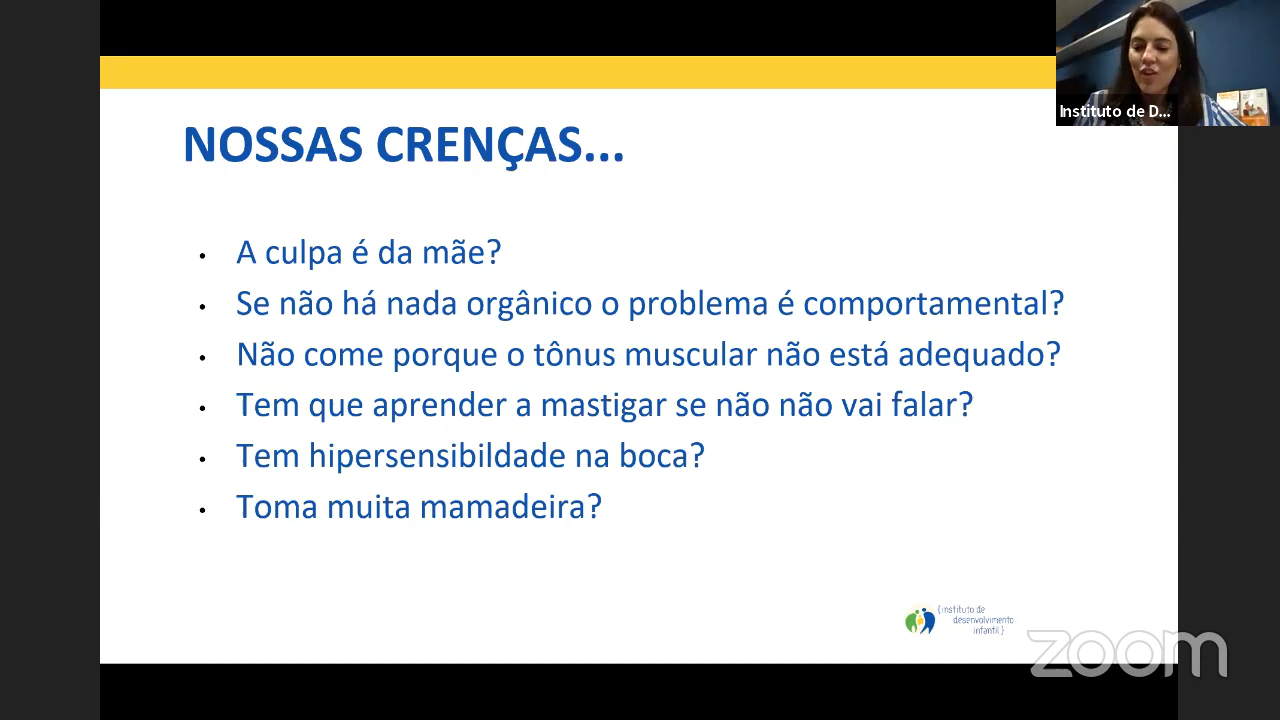 Instituto de D...
NOSSAS CRENÇAS...
• A culpa é da mãe?
• Se não há nada orgânico o problema é comportamental?
• Não come porque o tônus muscular não está adequado?
• Tem que aprender a mastigar se não não vai falar?
• Tem hipersensibildade na boca?
• Toma muita mamadeira?
{instituto de
desenvolvimento
infantil}
zoom